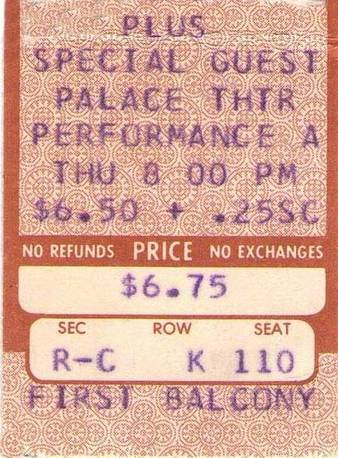 PLUS
SPECIAL GUEST
PALACE THTR
PERFORMANCE A
THU 8 00 PM
$6.50 + .25SC
NO REFUNDS PRICE NO EXCHANGES
$6.75
SEC ROW SEAT
R-C K 110
FIRST BALCONY